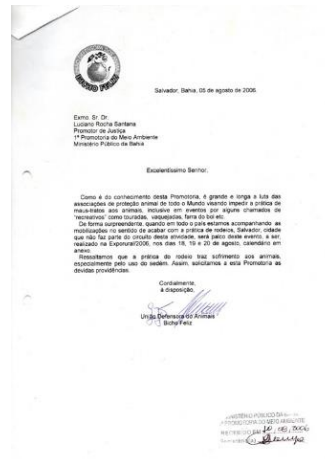 BICHO FELIZ
Salvador, Bahia, 05 de agosto de 2006.
Exmo. Sr. Dr.
Luciano Rocha Santana
Promotor de Justiça
1ª Promotoria do Meio Ambiente
Ministério Público da Bahia
Excelentíssimo Senhor,
Como é do conhecimento desta Promotoria, é grande e longa a luta das
associações de proteção animal de todo o Mundo visando impedir a prática de
maus-tratos aos animais, inclusive em eventos por alguns chamados de
"recreativos" como touradas, vaquejadas, farra do boi etc.
De forma surpreendente, quando em todo o país estamos acompanhando as
mobilizações no sentido de acabar com a prática de rodeios, Salvador, cidade
que não faz parte do circuito desta atividade, será palco deste evento, a ser,
realizado na Exporural/2006, nos dias 18, 19 e 20 de agosto, calendário em
anexo.
Ressaltamos que a prática do rodeio traz sofrimento aos animais,
especialmente pelo uso do sedém. Assim, solicitamos a esta Promotoria as
devidas providências.
Cordialmente,
à disposição,
União Defensora do Animais
Bicho Feliz
MINISTÉRIO PÚBLICO DA
PROMOTORIA DO MEIO AMBIENTE